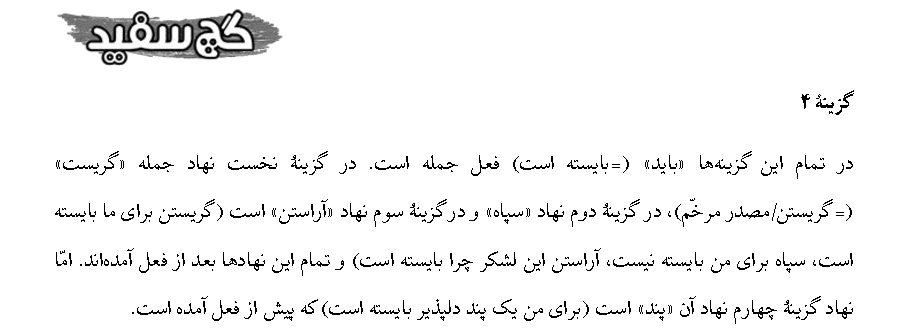 گچ سفید
گزینهٔ ۴
در تمام این گزینه‌ها «باید» (=بایسته است) فعل جمله است. در گزینهٔ نخست نهاد جمله «گریست»
(=گریستن/مصدر مرخّم)، در گزینهٔ دوم نهاد «سپاه» و درگزینهٔ سوم نهاد «آراستن» است (گریستن برای ما بایسته
است، سپاه برای من بایسته نیست، آراستن این لشکر چرا بایسته است) و تمام این نهادها بعد از فعل آمده‌اند. امّا
نهاد گزینهٔ چهارم نهاد آن «پند» است (برای من یک پند دلپذیر بایسته است) که پیش از فعل آمده است.